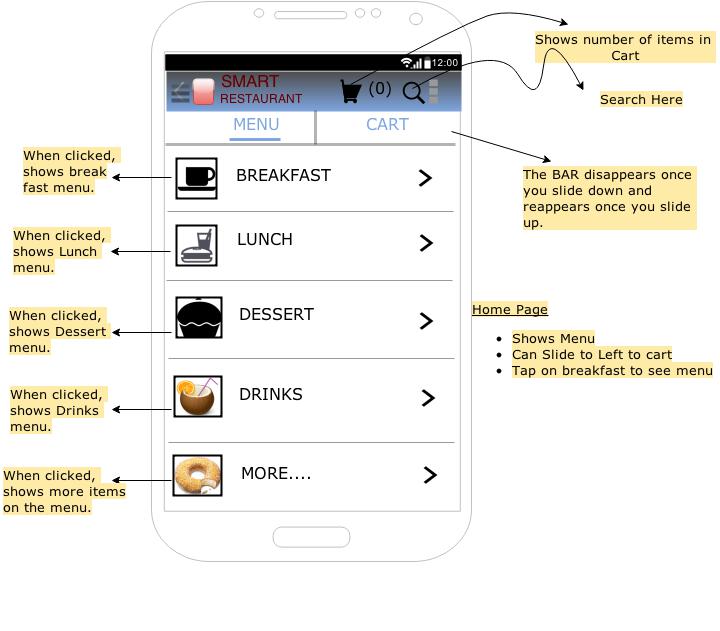 Shows number of items in
Cart
12:00
SMART
RESTAURANT
(0)
Search Here
MENU
CART
When clicked,
shows break
fast menu.
BREAKFAST
The BAR disappears once
you slide down and
reappears once you slide
up.
When clicked,
shows Lunch
menu.
LUNCH
When clicked,
shows Dessert
menu.
DESSERT
Home Page
Shows Menu
Can Slide to Left to cart
Tap on breakfast to see menu
When clicked,
shows Drinks
menu.
DRINKS
When clicked,
shows more items
on the menu.
MORE....